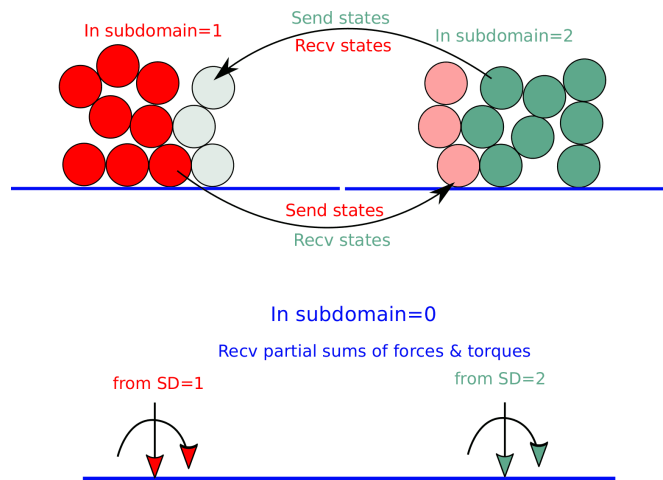 Send states
In subdomain=1
Recv states
In subdomain=2
Send states
Recv states
In subdomain=0
Recv partial sums of forces & torques
from SD=1
from SD=2